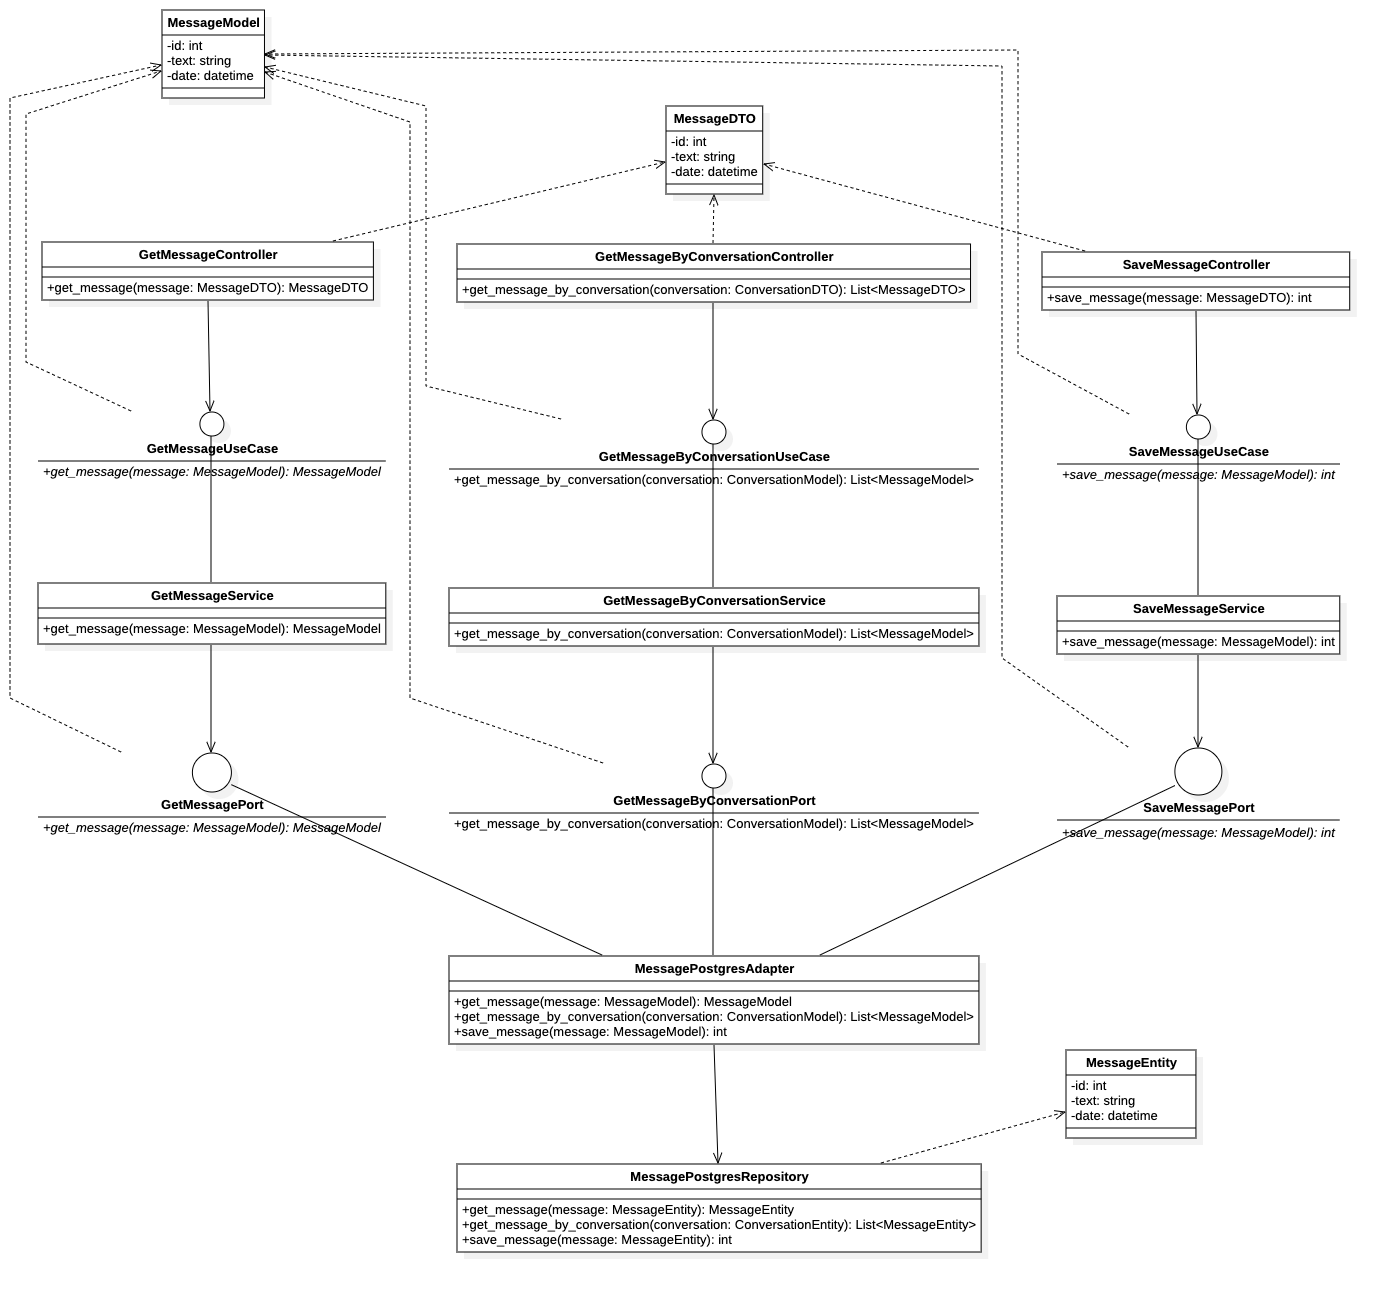 MessageModel
-id: int
-text: string
-date: datetime
MessageDTO
-id: int
-text: string
-date: datetime
GetMessageController
+get_message(message: MessageDTO): MessageDTO
GetMessageByConversationController
+get_message_by_conversation(conversation: ConversationDTO): List<MessageDTO>
SaveMessageController
+save_message(message: MessageDTO): int
GetMessageUseCase
+get_message(message: MessageModel): MessageModel
GetMessageByConversationUseCase
+get_message_by_conversation(conversation: ConversationModel): List<MessageModel>
SaveMessageUseCase
+save_message(message: MessageModel): int
GetMessageService
+get_message(message: MessageModel): MessageModel
GetMessageByConversationService
+get_message_by_conversation(conversation: ConversationModel): List<MessageModel>
SaveMessageService
+save_message(message: MessageModel): int
GetMessagePort
+get_message(message: MessageModel): MessageModel
GetMessageByConversationPort
+get_message_by_conversation(conversation: ConversationModel): List<MessageModel>
SaveMessagePort
+save_message(message: MessageModel): int
MessagePostgresAdapter
+get_message(message: MessageModel): MessageModel
+get_message_by_conversation(conversation: ConversationModel): List<MessageModel>
+save_message(message: MessageModel): int
MessageEntity
-id: int
-text: string
-date: datetime
MessagePostgresRepository
+get_message(message: MessageEntity): MessageEntity
+get_message_by_conversation(conversation: ConversationEntity): List<MessageEntity>
+save_message(message: MessageEntity): int